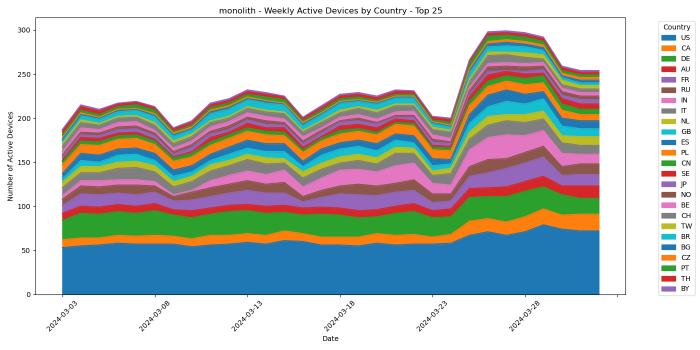 monolith - Weekly Active Devices by Country - Top 25
Number of Active Devices
300
250
200
150
100
50
0
2024-03-03
2024-03-08
2024-03-13
2024-03-18
2024-03-23
2024-03-28
Date
Country
US
CA
DE
AU
FR
RU
IN
IT
NL
GB
ES
PL
CN
SE
JP
NO
BE
CH
TW
BR
BG
CZ
PT
TH
BY